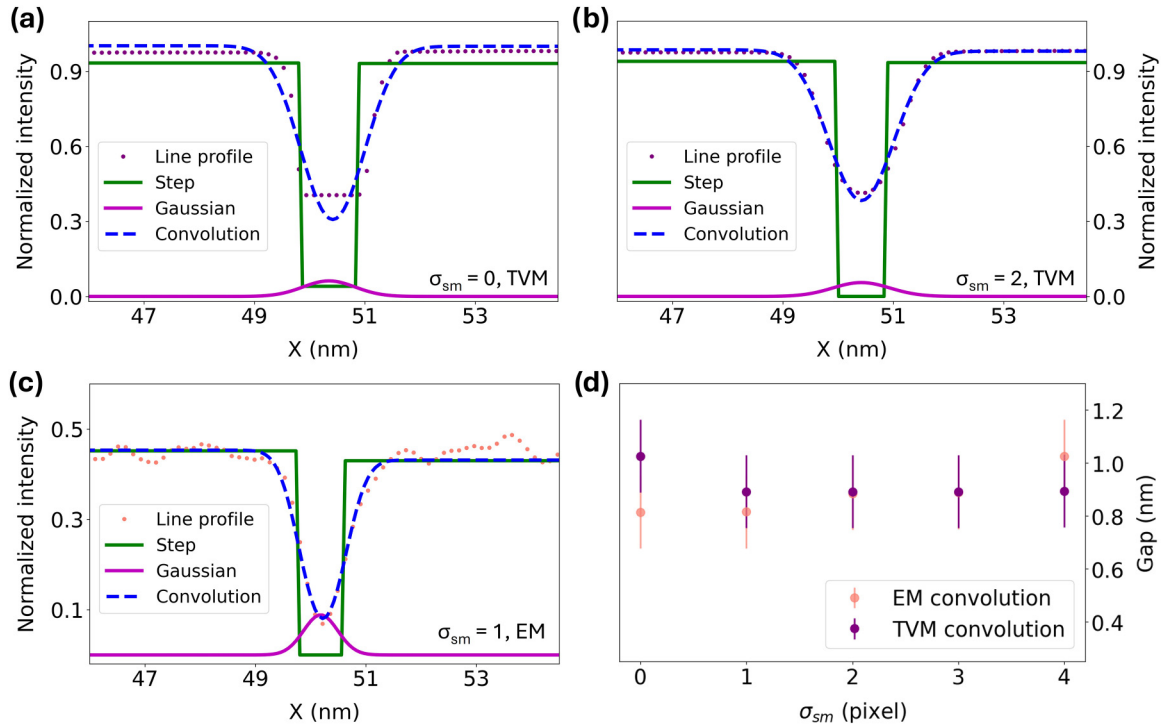 (a)
Normalized intensity
0.9
0.6
0.3
0.0
Line profile
Step
Gaussian
Convolution
σsm = 0, TVM
47 49 51 53
X (nm)
(b)
Line profile
Step
Gaussian
Convolution
σsm = 2, TVM
0.9
0.6
0.3
0.0
Normalized intensity
47 49 51 53
X (nm)
(c)
Normalized intensity
0.5
0.3
0.1
Line profile
Step
Gaussian
Convolution
σsm = 1, EM
47 49 51 53
X (nm)
(d)
1.2
1.0
0.8
0.6
0.4
Gap (nm)
EM convolution
TVM convolution
0 1 2 3 4
σsm (pixel)